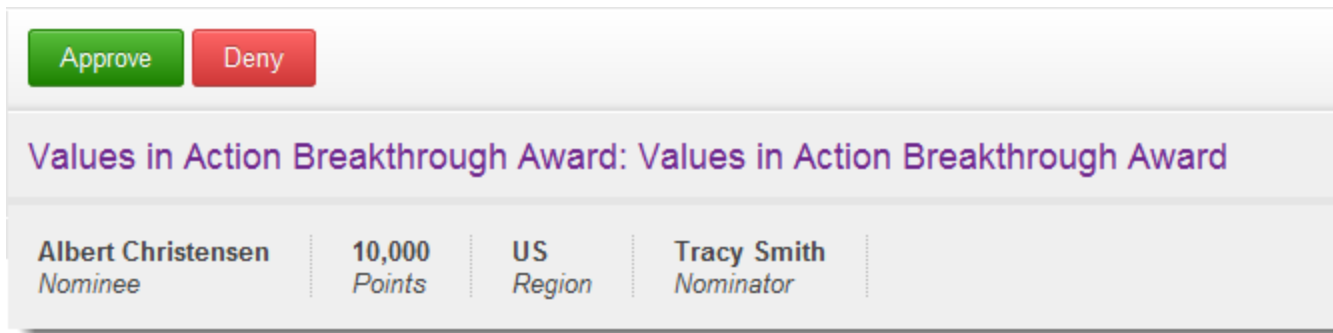 Approve Deny
Values in Action Breakthrough Award: Values in Action Breakthrough Award
Albert Christensen 10,000 US Tracy Smith
Nominee Points Region Nominator